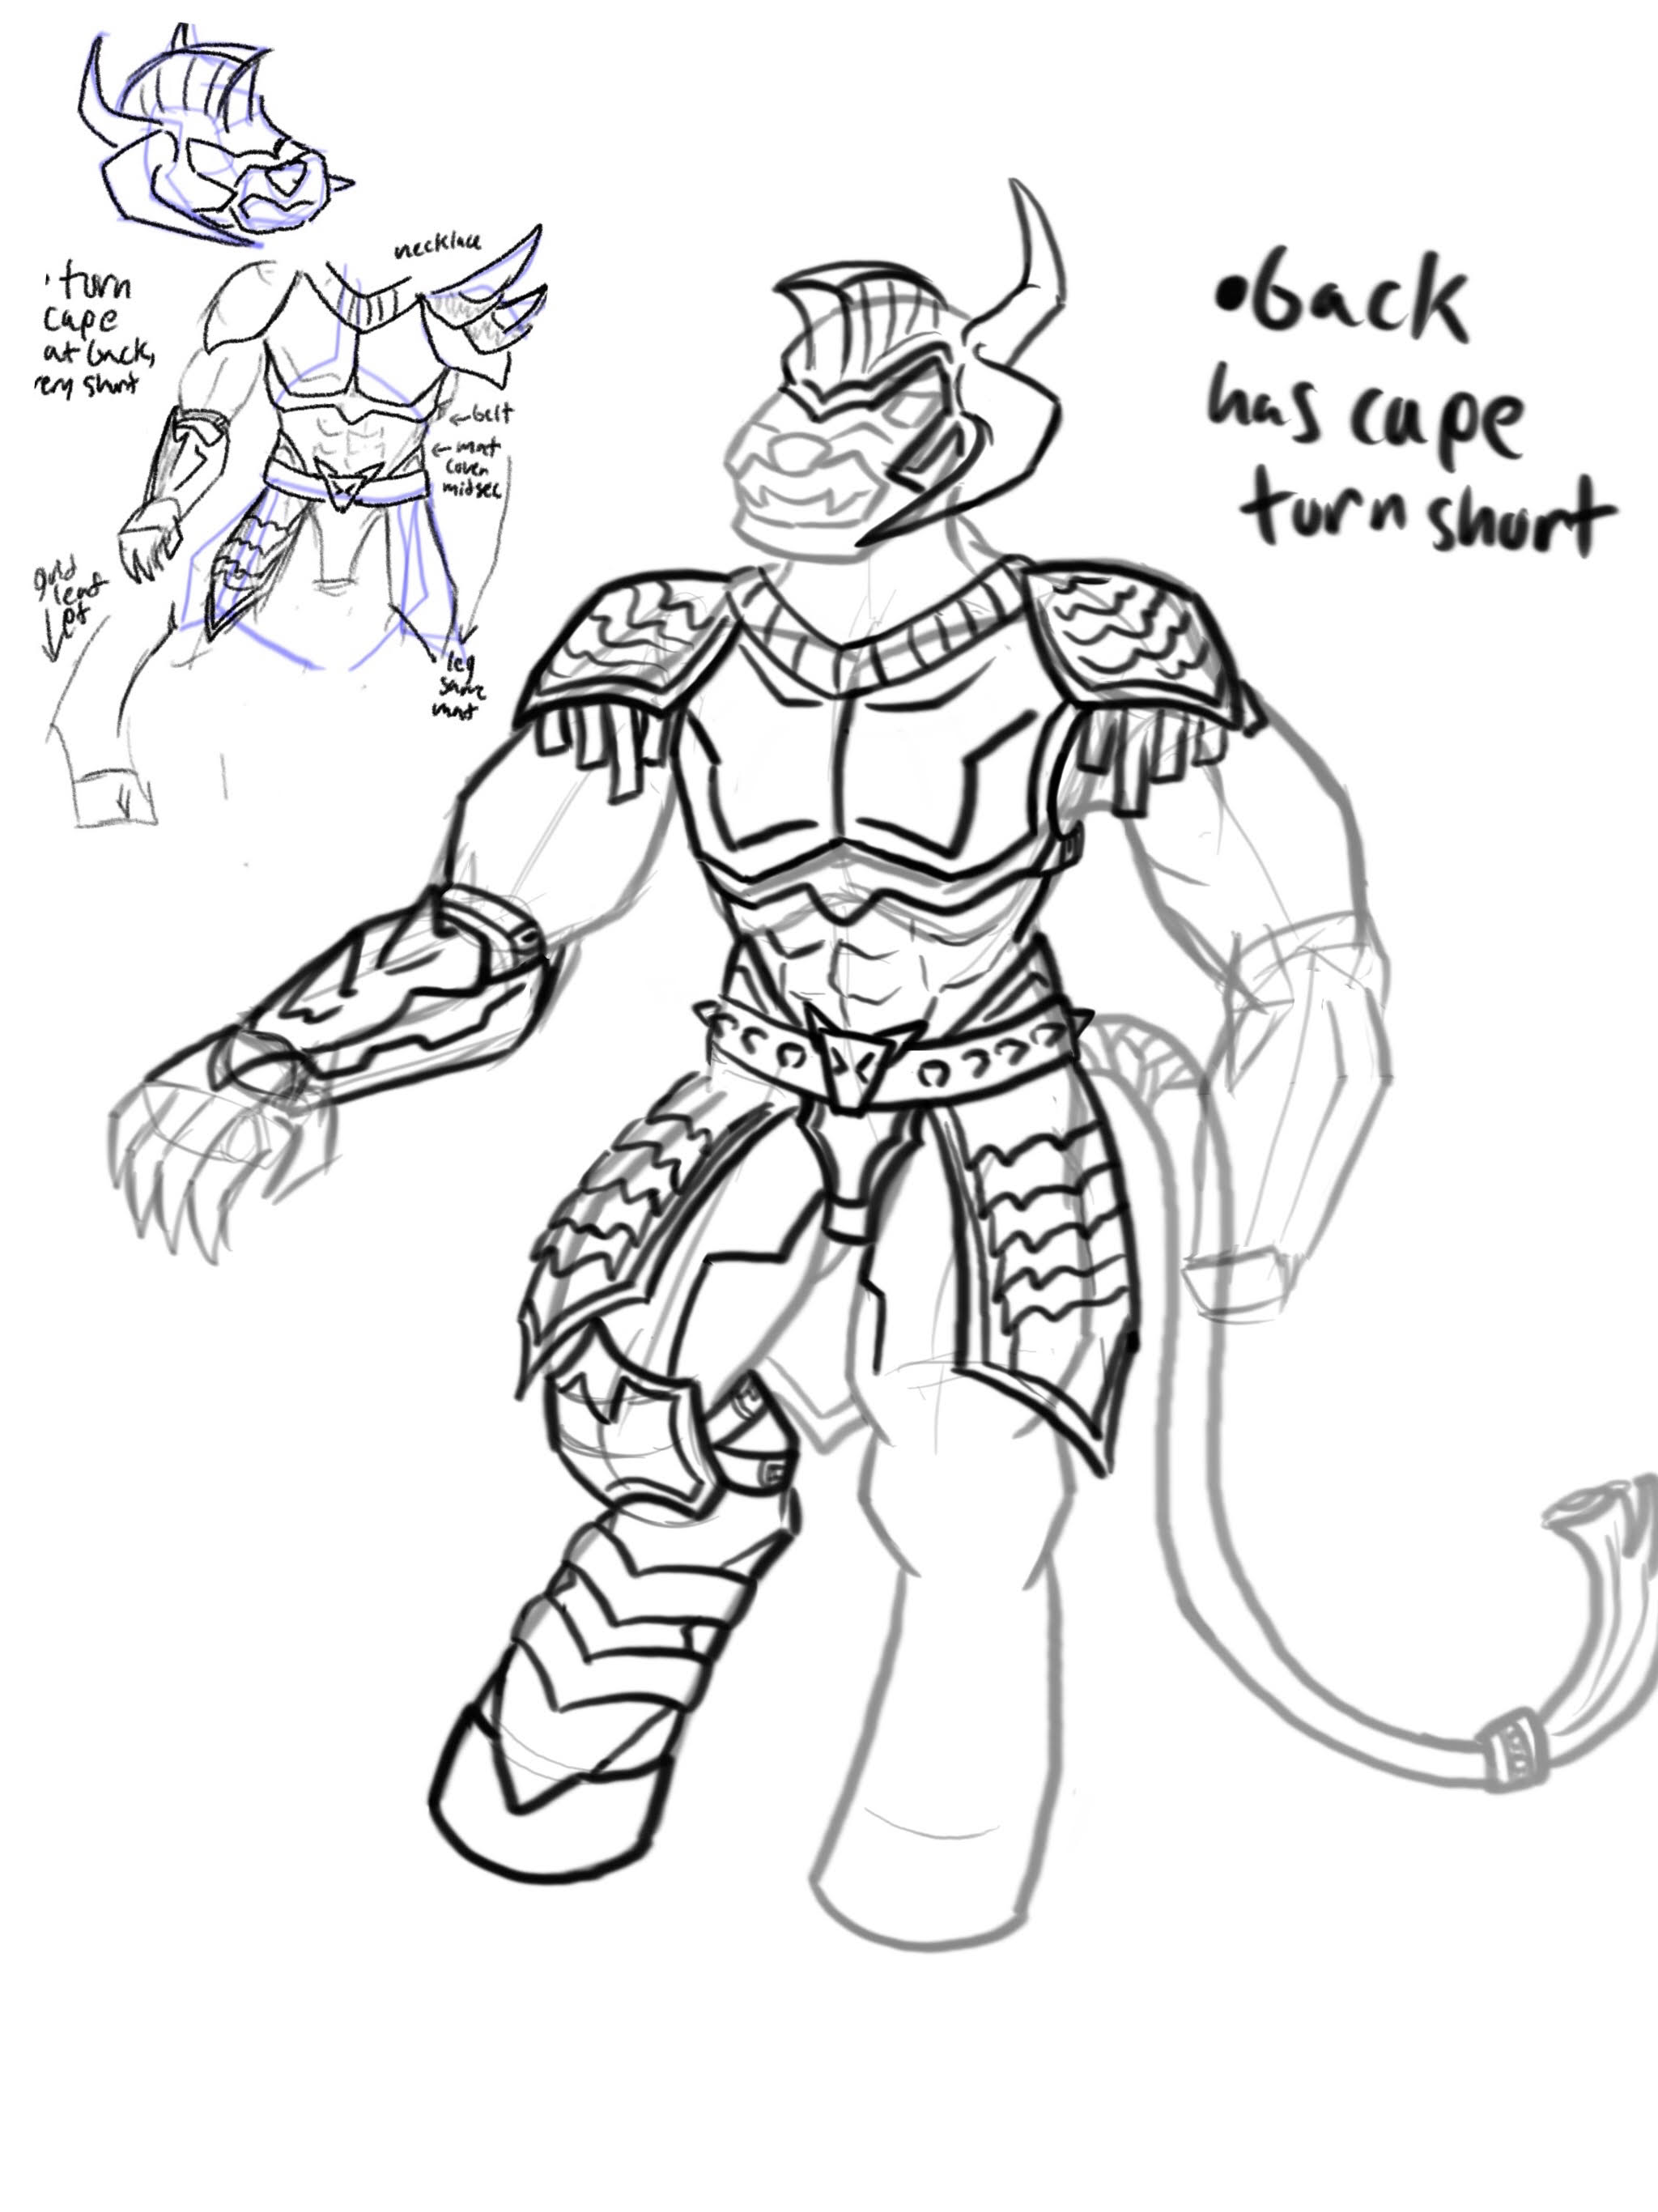 necklace
· turn
cape
at back,
very short
← belt
← mat
cover
midsec
gold
leaf
leg
same
mat
• back
has cape
turn short